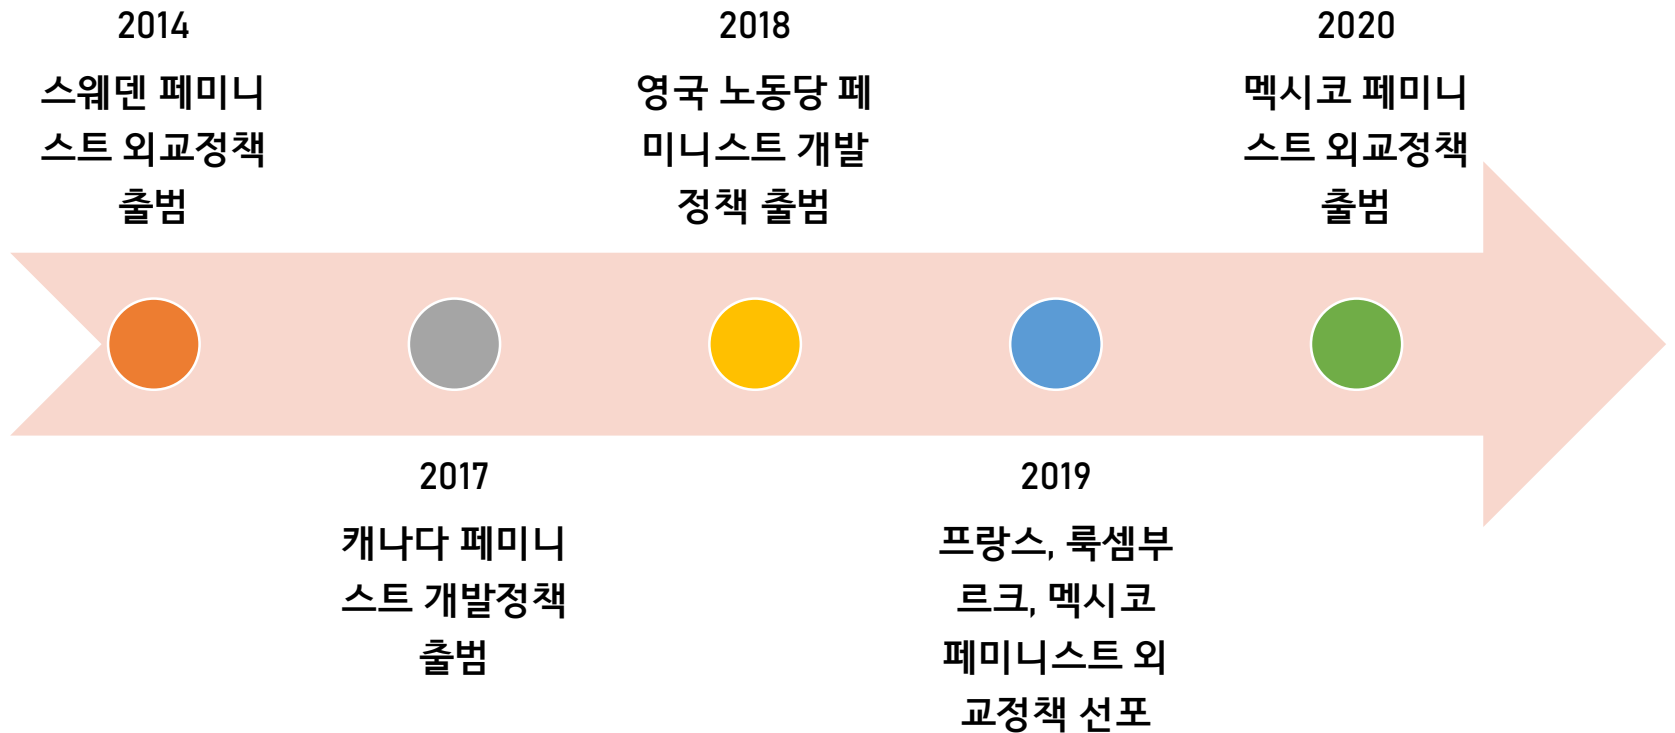 2014
스웨덴 페미니
스트 외교정책
출범
2017
캐나다 페미니
스트 개발정책
출범
2018
영국 노동당 페
미니스트 개발
정책 출범
2019
프랑스, 룩셈부
르크, 멕시코
페미니스트 외
교정책 선포
2020
멕시코 페미니
스트 외교정책
출범